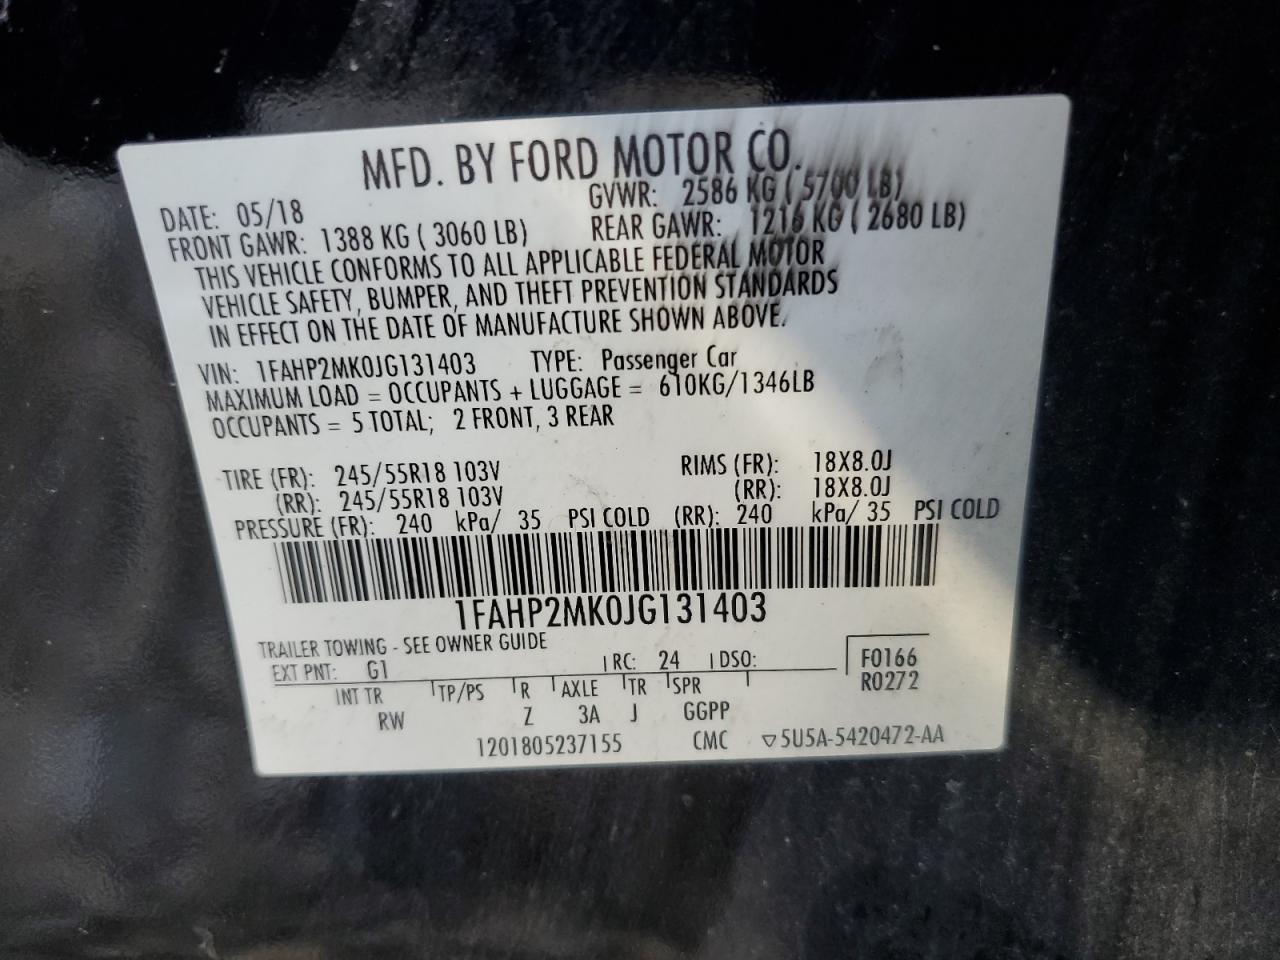 MFD. BY FORD MOTOR CO.
DATE: 05/18 GVWR: 2586 KG ( 5700 LB)
FRONT GAWR: 1388 KG ( 3060 LB) REAR GAWR: 1216 KG ( 2680 LB)
THIS VEHICLE CONFORMS TO ALL APPLICABLE FEDERAL MOTOR
VEHICLE SAFETY, BUMPER, AND THEFT PREVENTION STANDARDS
IN EFFECT ON THE DATE OF MANUFACTURE SHOWN ABOVE.
VIN: 1FAHP2MK0JG131403 TYPE: Passenger Car
MAXIMUM LOAD = OCCUPANTS + LUGGAGE = 610KG/1346LB
OCCUPANTS = 5 TOTAL; 2 FRONT, 3 REAR
TIRE (FR): 245/55R18 103V RIMS (FR): 18X8.0J
(RR): 245/55R18 103V (RR): 18X8.0J
PRESSURE (FR): 240 kPa/ 35 PSI COLD (RR): 240 kPa/ 35 PSI COLD
1FAHP2MK0JG131403
TRAILER TOWING - SEE OWNER GUIDE
EXT PNT: G1 RC: 24 DSO: F0166
INT TR TP/PS R AXLE TR SPR R0272
RW Z 3A J GGPP
1201805237155 CMC ▽5U5A-5420472-AA